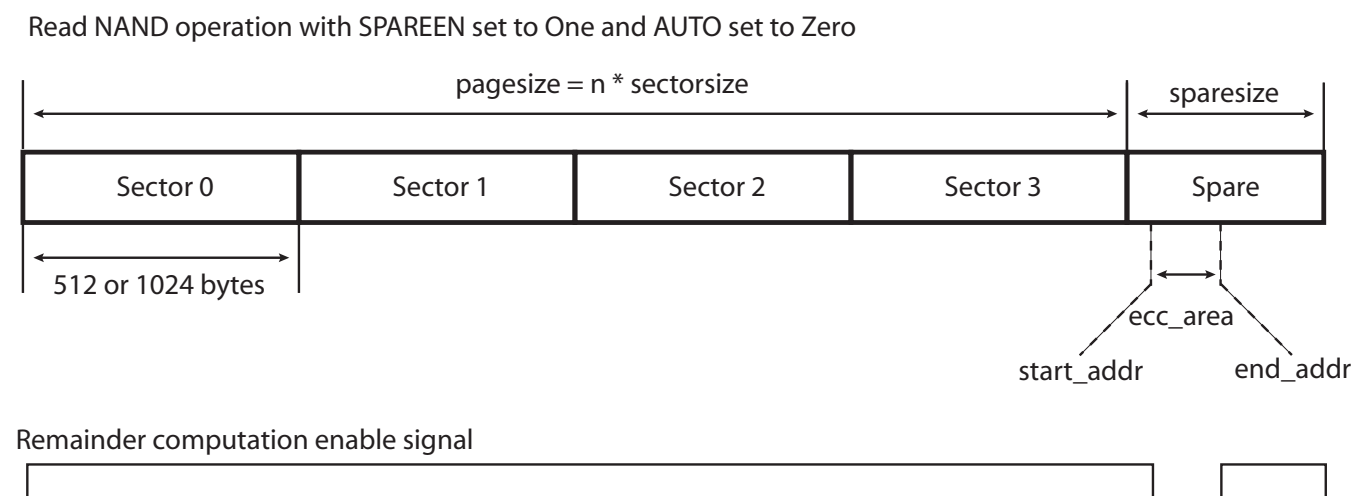 Read NAND operation with SPAREEN set to One and AUTO set to Zero
pagesize = n * sectorsize
sparesize
Sector 0
Sector 1
Sector 2
Sector 3
Spare
512 or 1024 bytes
ecc_area
start_addr
end_addr
Remainder computation enable signal